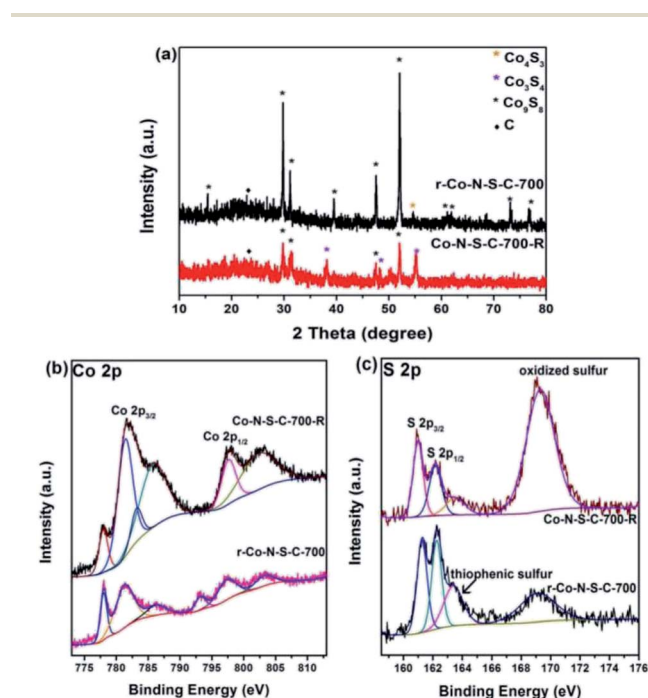 (a)
* Co₄S₃
* Co₃S₄
* Co₉S₈
♦ C
r-Co-N-S-C-700
Co-N-S-C-700-R
Intensity (a.u.)
10 20 30 40 50 60 70 80
2 Theta (degree)
(b) Co 2p
Co 2p₃/₂
Co-N-S-C-700-R
Co 2p₁/₂
r-Co-N-S-C-700
Intensity (a.u.)
775 780 785 790 795 800 805 810
Binding Energy (eV)
(c) S 2p
oxidized sulfur
S 2p₃/₂
S 2p₁/₂
Co-N-S-C-700-R
thiophenic sulfur
r-Co-N-S-C-700
Intensity (a.u.)
160 162 164 166 168 170 172 174 176
Binding Energy (eV)